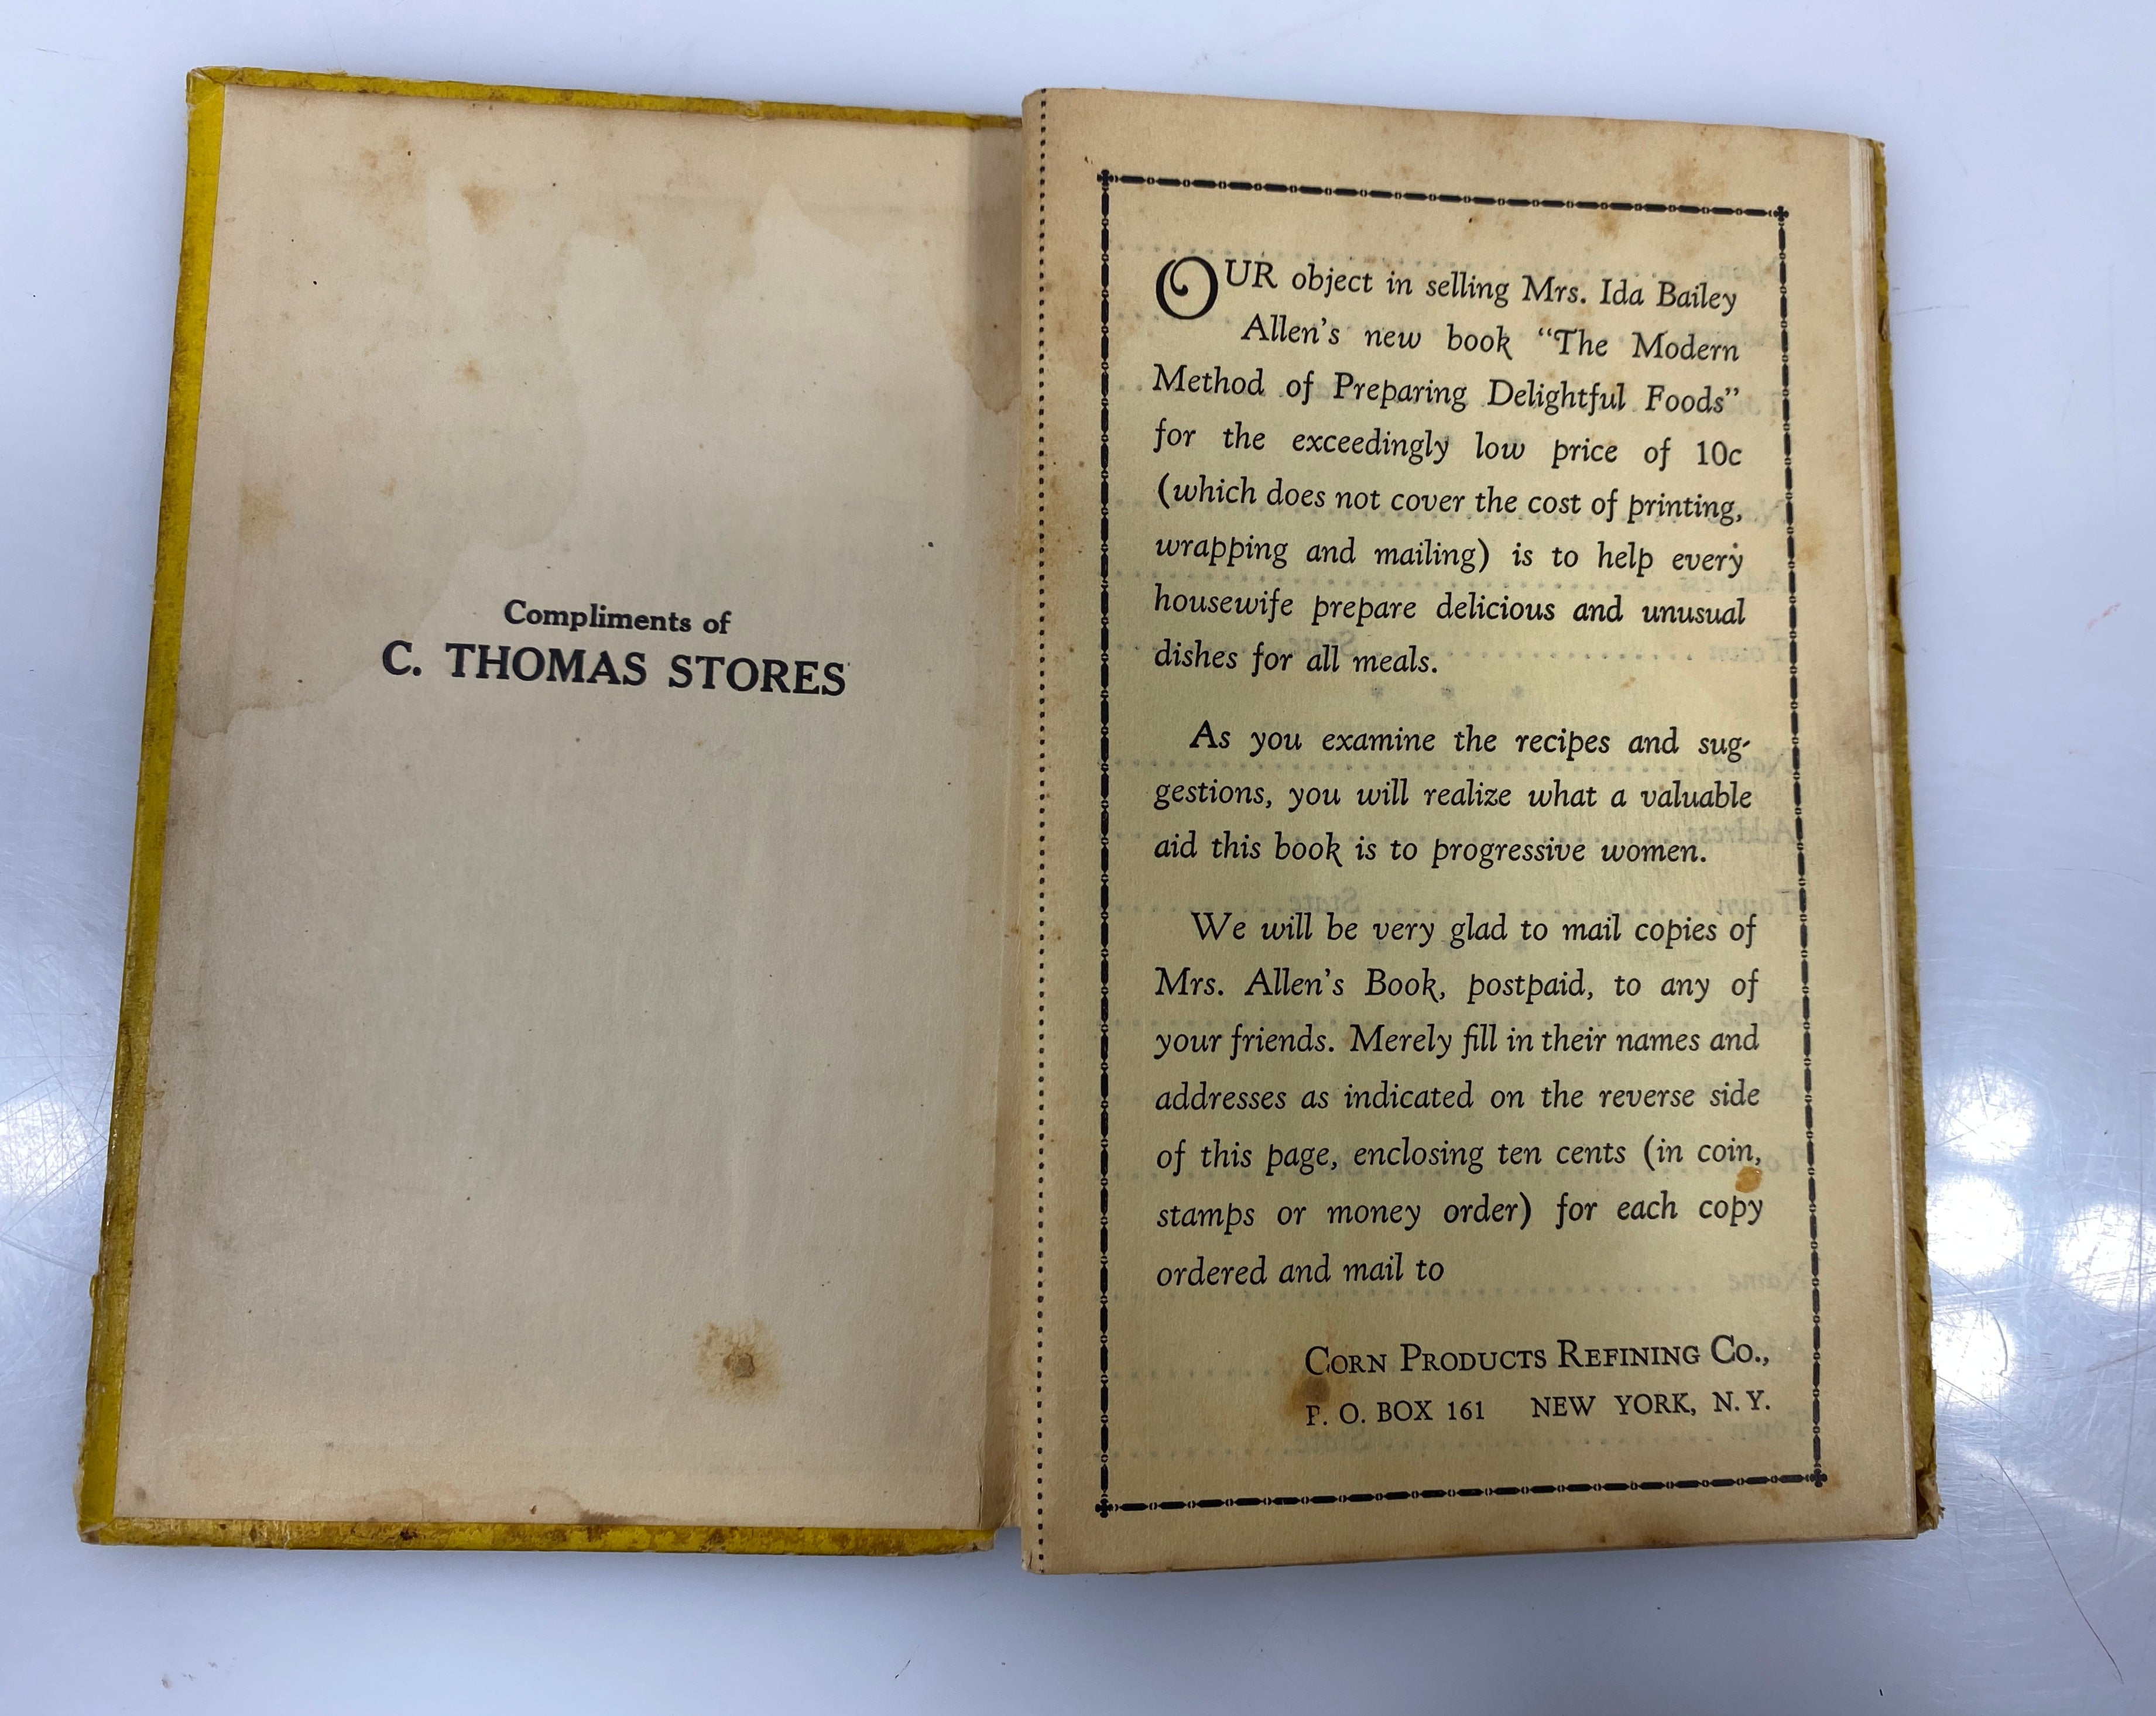 Compliments of
C. THOMAS STORES
OUR object in selling Mrs. Ida Bailey
Allen's new book “The Modern
Method of Preparing Delightful Foods”
for the exceedingly low price of 10c
(which does not cover the cost of printing,
wrapping and mailing) is to help every
housewife prepare delicious and unusual
dishes for all meals.
As you examine the recipes and sug-
gestions, you will realize what a valuable
aid this book is to progressive women.
We will be very glad to mail copies of
Mrs. Allen's Book, postpaid, to any of
your friends. Merely fill in their names and
addresses as indicated on the reverse side
of this page, enclosing ten cents (in coin,
stamps or money order) for each copy
ordered and mail to
CORN PRODUCTS REFINING CO.,
P. O. BOX 161 NEW YORK, N. Y.